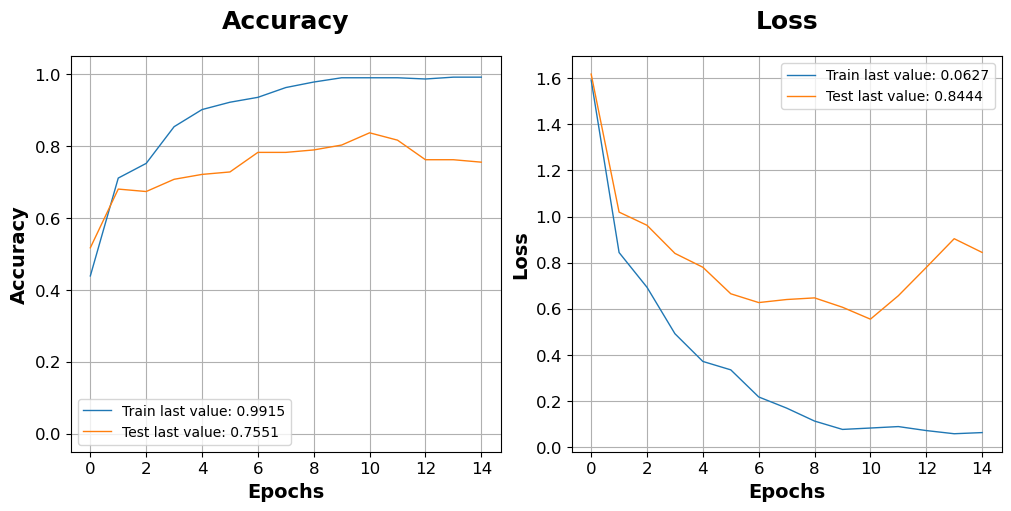 Accuracy
1.0
0.8
0.6
0.4
0.2
0.0
Accuracy
Train last value: 0.9915
Test last value: 0.7551
0 2 4 6 8 10 12 14
Epochs
Loss
1.6
1.4
1.2
1.0
0.8
0.6
0.4
0.2
0.0
Loss
Train last value: 0.0627
Test last value: 0.8444
0 2 4 6 8 10 12 14
Epochs